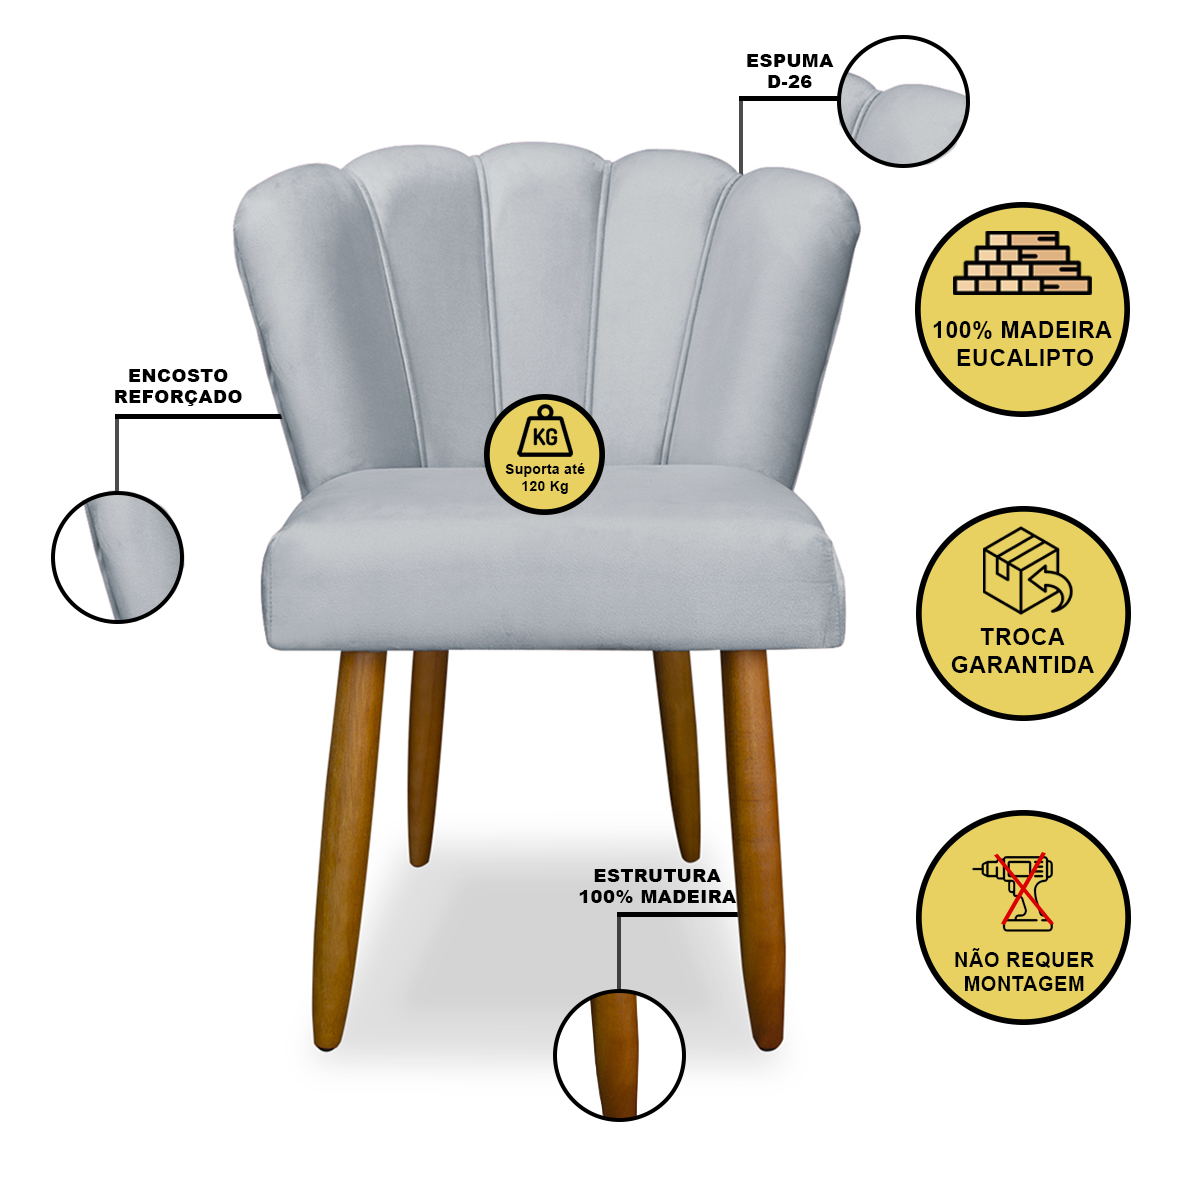 ESPUMA
D-26
100% MADEIRA
EUCALIPTO
ENCOSTO
REFORÇADO
KG
Suporta até
120 Kg
TROCA
GARANTIDA
ESTRUTURA
100% MADEIRA
NÃO REQUER
MONTAGEM